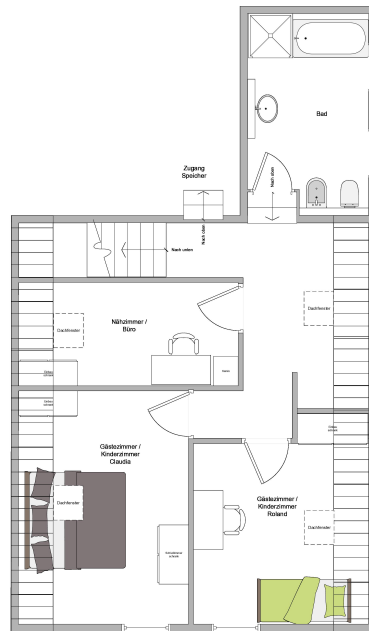 Bad
Nach oben
Zugang
Speicher
Nach oben
Nach unten
Dachfenster
Dachfenster
Nähzimmer /
Büro
Gästezimmer /
Kinderzimmer
Claudia
Dachfenster
Gästezimmer /
Kinderzimmer
Roland
Dachfenster